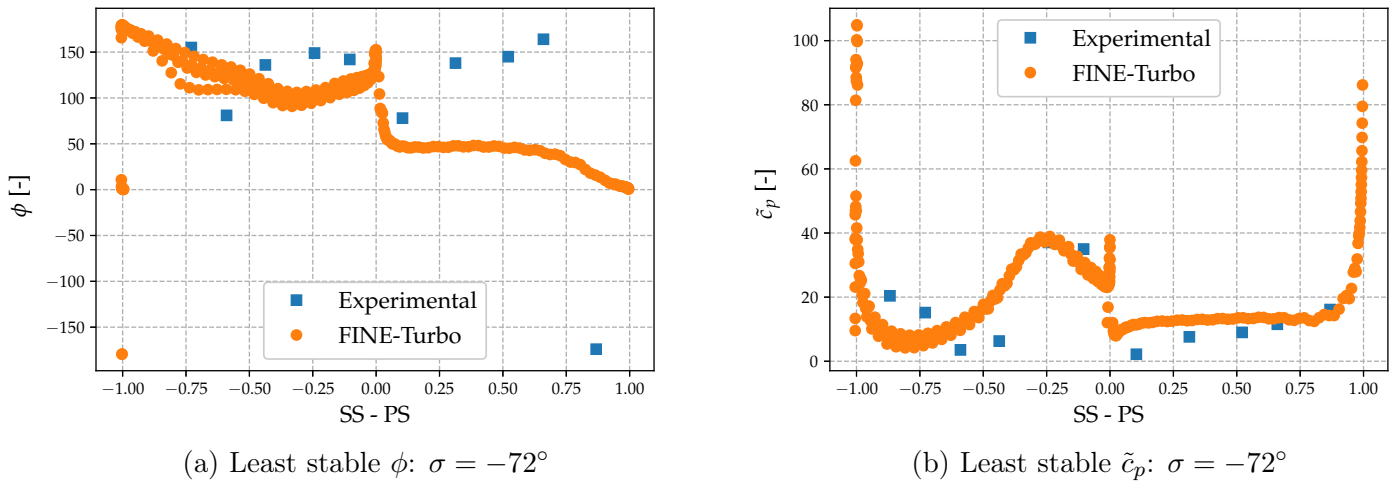 150
100
50
0
−50
−100
−150
ϕ [-]
−1.00 −0.75 −0.50 −0.25 0.00 0.25 0.50 0.75 1.00
SS - PS
Experimental
FINE-Turbo
(a) Least stable ϕ: σ = −72°
100
80
60
40
20
0
c̃ₚ [-]
−1.00 −0.75 −0.50 −0.25 0.00 0.25 0.50 0.75 1.00
SS - PS
Experimental
FINE-Turbo
(b) Least stable c̃ₚ: σ = −72°